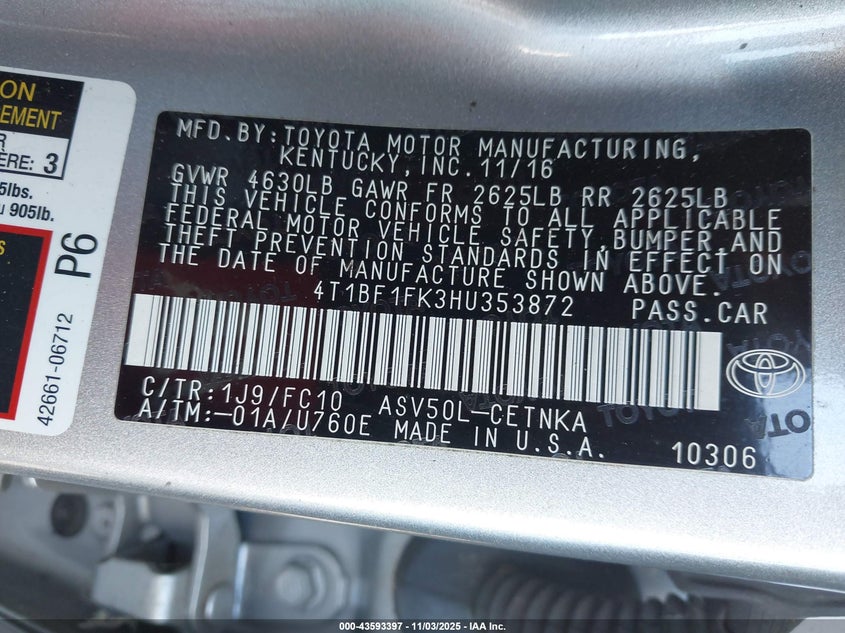 ON
EMENT
R
ERE: 3
5lbs.
905lb.
S
P6
42661-06712
MFD.BY:TOYOTA MOTOR MANUFACTURING,
KENTUCKY,INC.11/16
GVWR 4630LB GAWR FR 2625LB RR 2625LB
THIS VEHICLE CONFORMS TO ALL APPLICABLE
FEDERAL MOTOR VEHICLE SAFETY,BUMPER,AND
THEFT PREVENTION STANDARDS IN EFFECT ON
THE DATE OF MANUFACTURE SHOWN ABOVE.
4T1BF1FK3HU353872 PASS.CAR
C/TR:1J9/FC10 ASV50L-CETNKA
A/TM:-01A/U760E MADE IN U.S.A. 10306
000-43593397 - 11/03/2025 - IAA Inc.